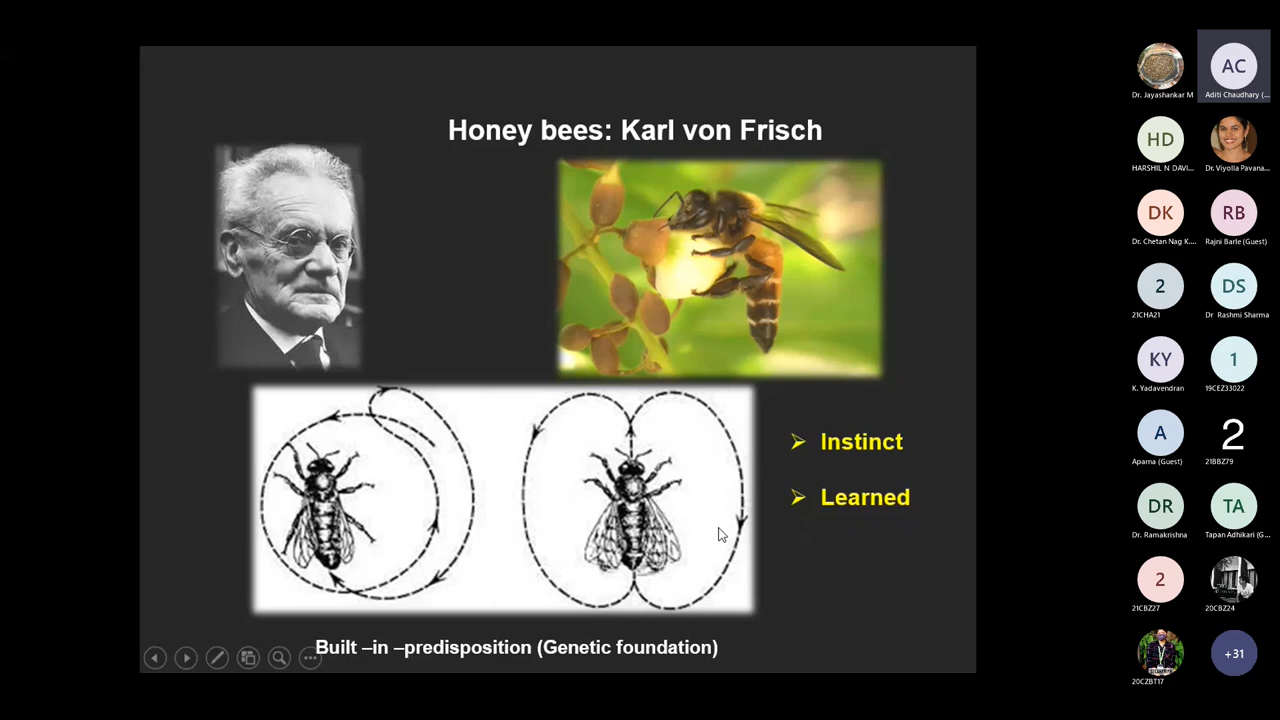 Honey bees: Karl von Frisch
Instinct
Learned
Built –in –predisposition (Genetic foundation)
Dr. Jayashankar M
AC
Aditi Chaudhary (...
HD
HARSHIL N DAVI...
Dr. Viyolla Pavana...
DK
Dr. Chetan Nag K....
RB
Rajni Barle (Guest)
2
21CHA21
DS
Dr Rashmi Sharma
KY
K. Yadavendran
1
19CEZ33022
A
Aparna (Guest)
2
21BBZ79
DR
Dr. Ramakrishna
TA
Tapan Adhikari (G...
2
21CBZ27
20CBZ24
20CZBT17
+31